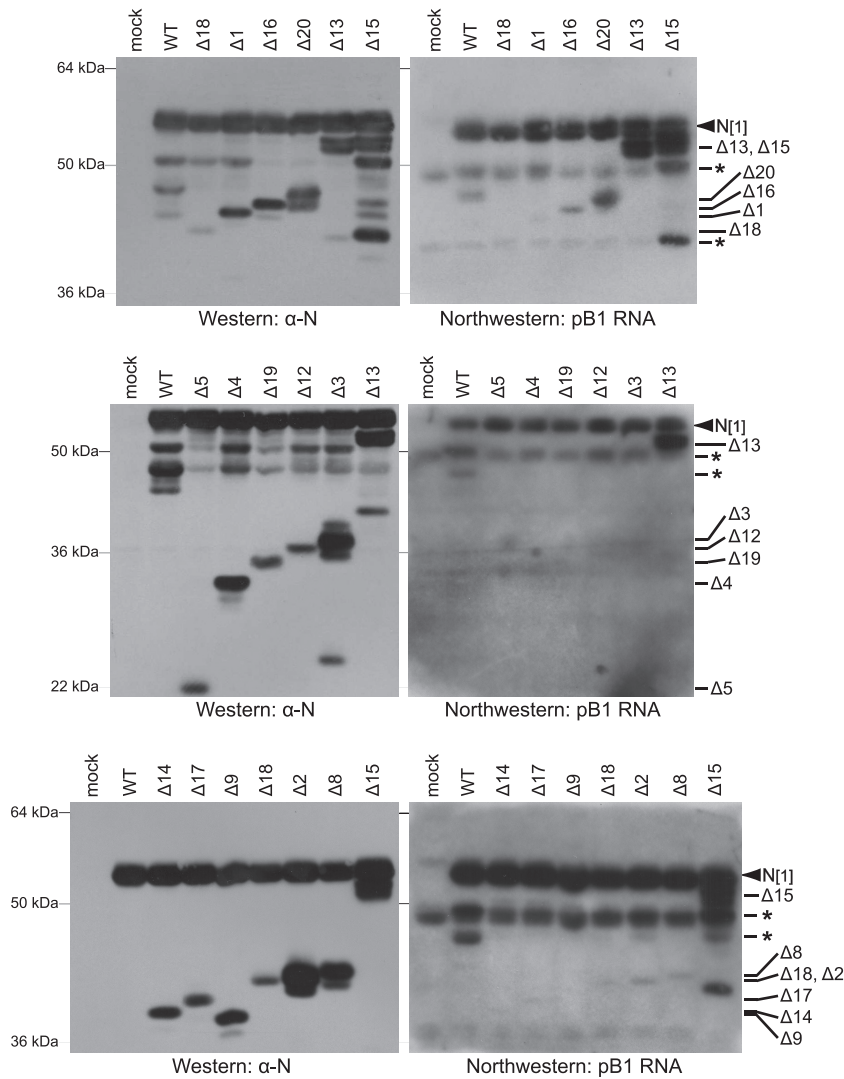 mock WT Δ18 Δ1 Δ16 Δ20 Δ13 Δ15
mock WT Δ18 Δ1 Δ16 Δ20 Δ13 Δ15
64 kDa
50 kDa
36 kDa
N[1]
Δ13, Δ15
*
Δ20
Δ16
Δ1
Δ18
*
Western: α-N
Northwestern: pB1 RNA
mock WT Δ5 Δ4 Δ19 Δ12 Δ3 Δ13
mock WT Δ5 Δ4 Δ19 Δ12 Δ3 Δ13
50 kDa
36 kDa
22 kDa
N[1]
Δ13
*
*
Δ3
Δ12
Δ19
Δ4
Δ5
Western: α-N
Northwestern: pB1 RNA
mock WT Δ14 Δ17 Δ9 Δ18 Δ2 Δ8 Δ15
mock WT Δ14 Δ17 Δ9 Δ18 Δ2 Δ8 Δ15
64 kDa
50 kDa
36 kDa
N[1]
Δ15
*
*
Δ8
Δ18, Δ2
Δ17
Δ14
Δ9
Western: α-N
Northwestern: pB1 RNA